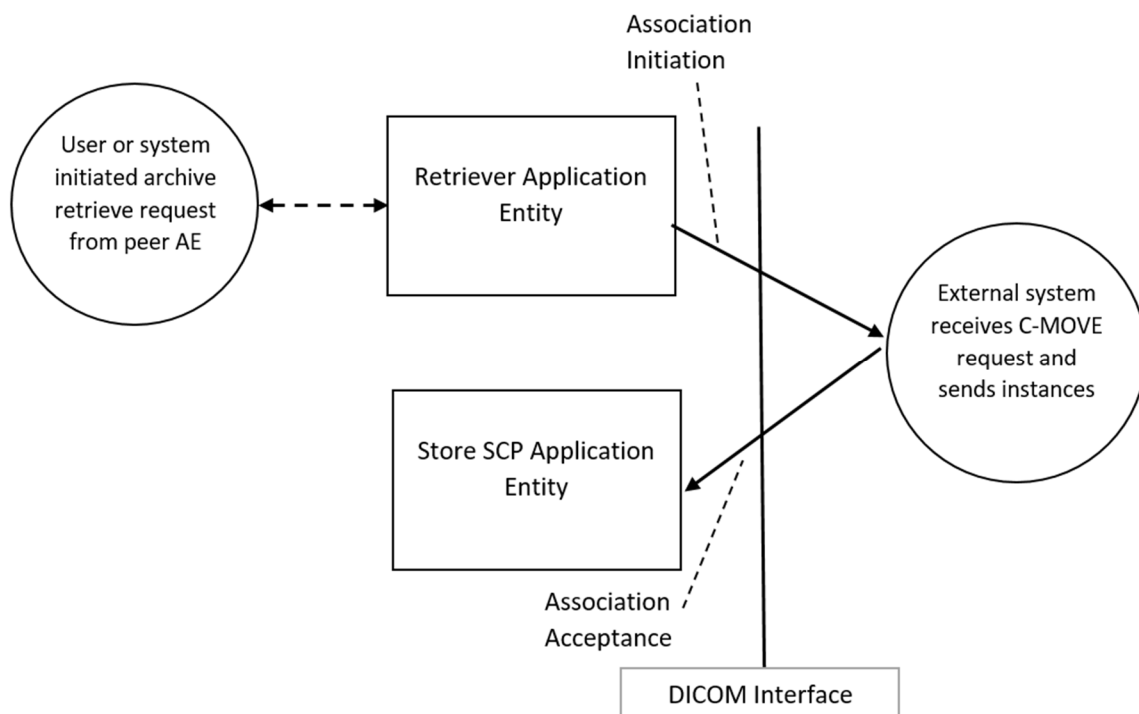 Association
Initiation
User or system
initiated archive
retrieve request
from peer AE
Retriever Application
Entity
External system
receives C-MOVE
request and
sends instances
Store SCP Application
Entity
Association
Acceptance
DICOM Interface